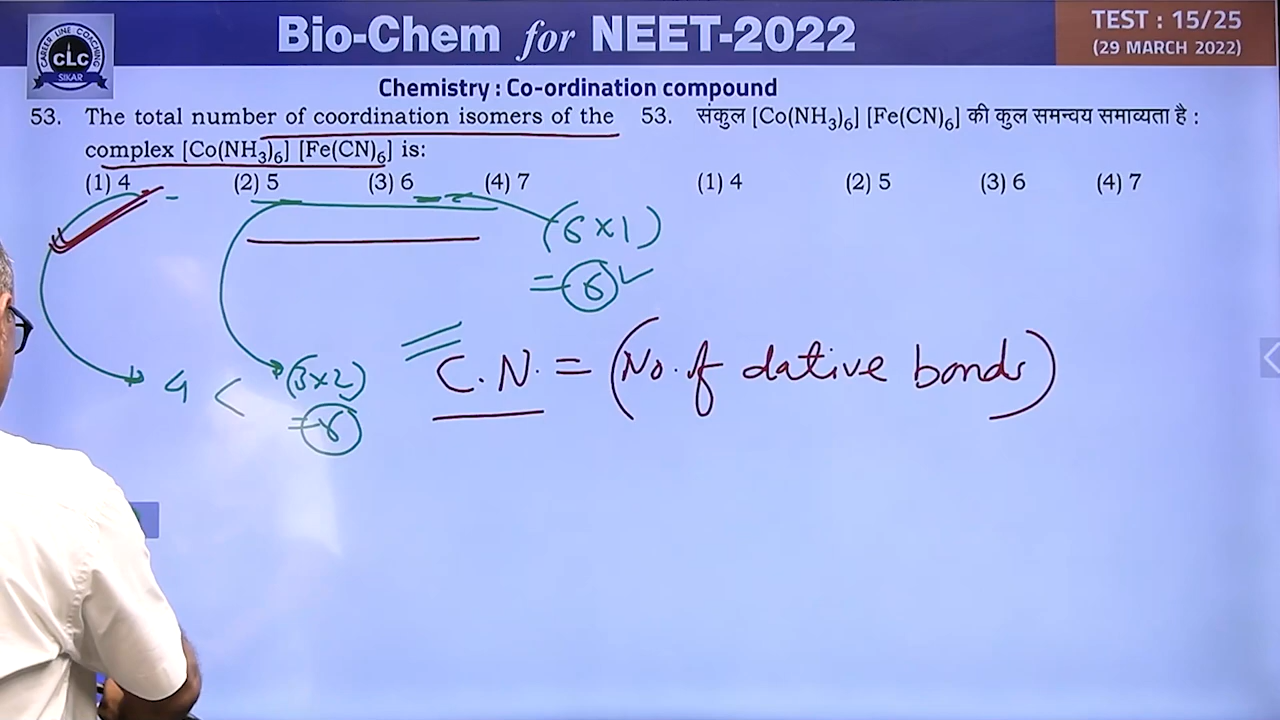 Bio-Chem for NEET-2022
TEST : 15/25
(29 MARCH 2022)
CAREER LINE COACHING
CLC
SIKAR
Chemistry : Co-ordination compound
53. The total number of coordination isomers of the
complex [Co(NH₃)₆] [Fe(CN)₆] is:
(1) 4 (2) 5 (3) 6 (4) 7
53. संकुल [Co(NH₃)₆] [Fe(CN)₆] की कुल समन्वय समाव्यता है :
(1) 4 (2) 5 (3) 6 (4) 7
(6×1)
= 6 ✓
C.N. = (No. of dative bonds)
4 < (3×2)
= 6